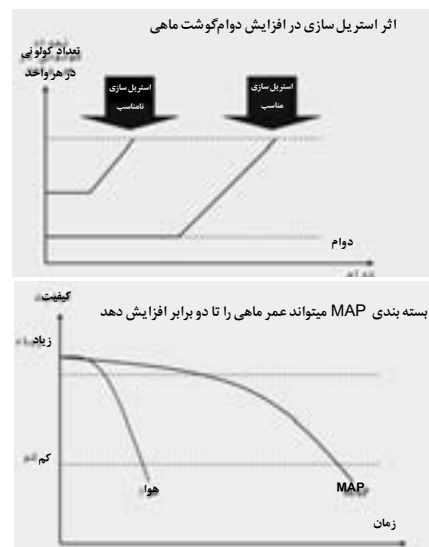 اثر استریل سازی در افزایش دوام گوشت ماهی
تعداد کولونی
در هر واحد
استریل سازی
نامناسب
استریل سازی
مناسب
دوام
کیفیت
بسته بندی MAP میتواند عمر ماهی را تا دو برابر افزایش دهد
زیاد
کم
هوا
MAP
زمان